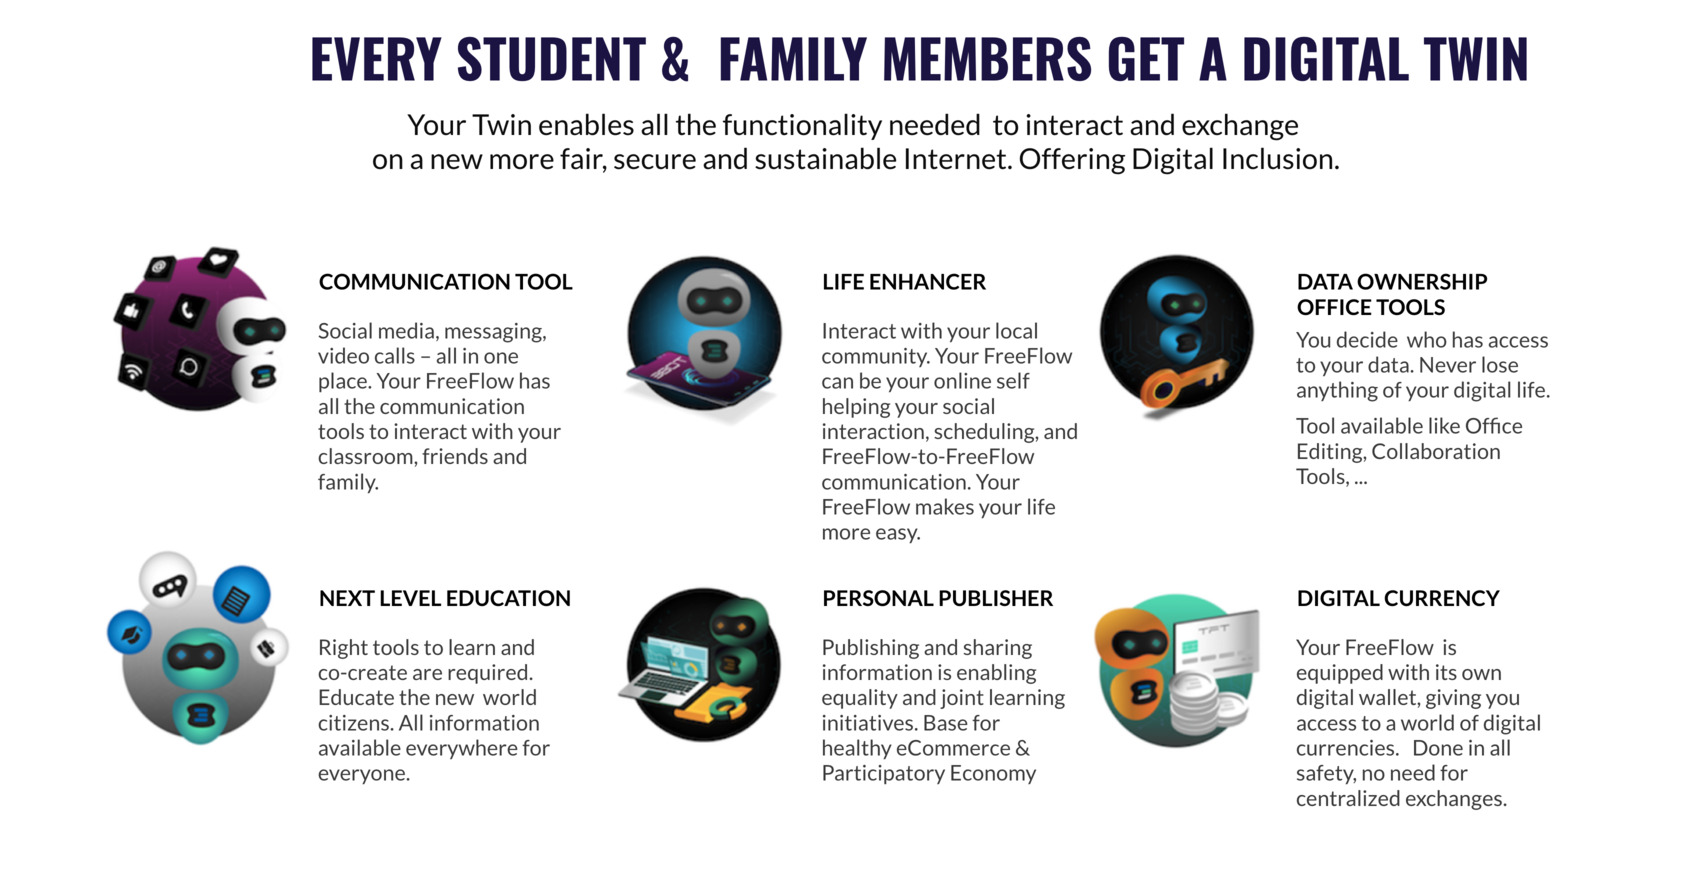 EVERY STUDENT & FAMILY MEMBERS GET A DIGITAL TWIN
Your Twin enables all the functionality needed to interact and exchange
on a new more fair, secure and sustainable Internet. Offering Digital Inclusion.
COMMUNICATION TOOL
Social media, messaging,
video calls – all in one
place. Your FreeFlow has
all the communication
tools to interact with your
classroom, friends and
family.
LIFE ENHANCER
Interact with your local
community. Your FreeFlow
can be your online self
helping your social
interaction, scheduling, and
FreeFlow-to-FreeFlow
communication. Your
FreeFlow makes your life
more easy.
DATA OWNERSHIP
OFFICE TOOLS
You decide who has access
to your data. Never lose
anything of your digital life.
Tool available like Office
Editing, Collaboration
Tools, ...
NEXT LEVEL EDUCATION
Right tools to learn and
co-create are required.
Educate the new world
citizens. All information
available everywhere for
everyone.
PERSONAL PUBLISHER
Publishing and sharing
information is enabling
equality and joint learning
initiatives. Base for
healthy eCommerce &
Participatory Economy
TFT
DIGITAL CURRENCY
Your FreeFlow is
equipped with its own
digital wallet, giving you
access to a world of digital
currencies. Done in all
safety, no need for
centralized exchanges.